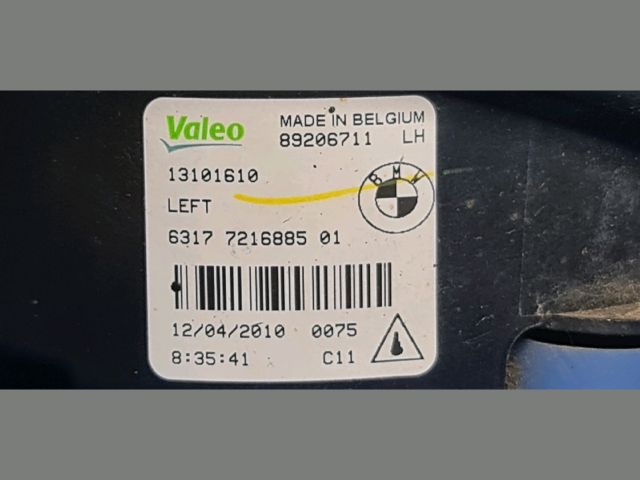 Valeo MADE IN BELGIUM
89206711 LH
13101610
BMW
LEFT
6317 7216885 01
12/04/2010 0075
8:35:41 C11